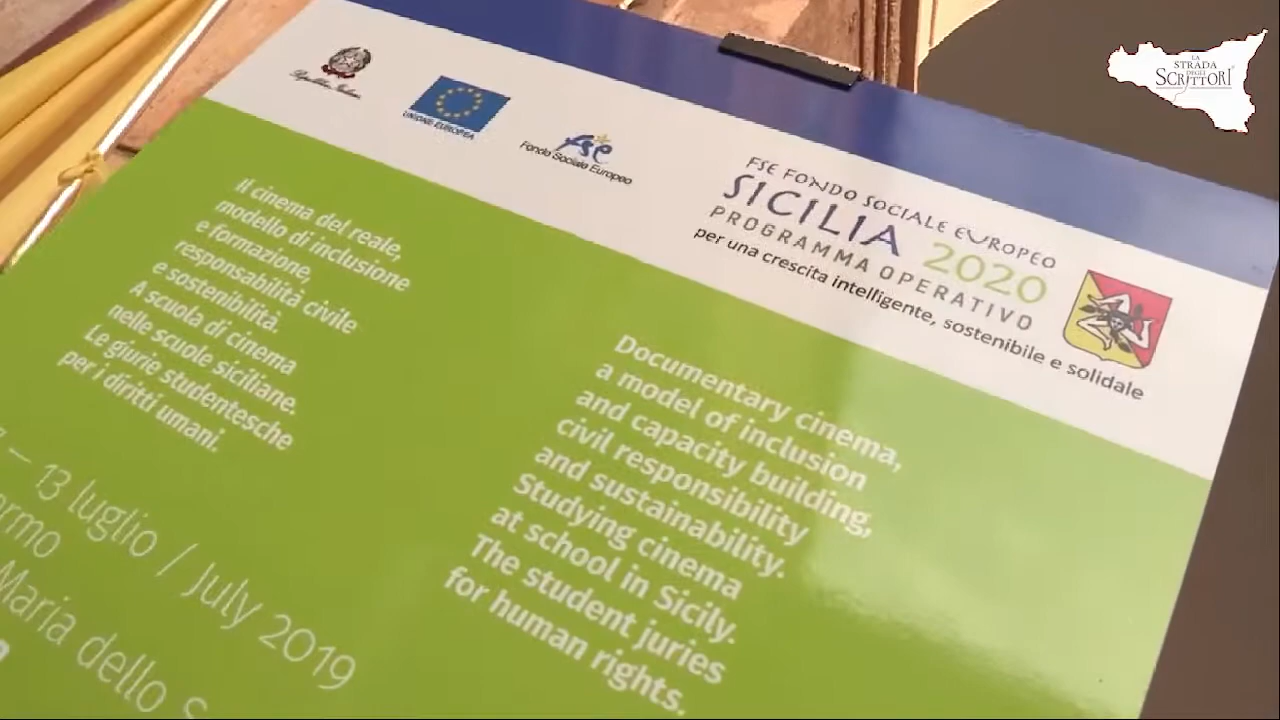 LA
STRADA
DEGLI
SCRITTORI
Repubblica Italiana
UNIONE EUROPEA
fse
Fondo Sociale Europeo
FSE FONDO SOCIALE EUROPEO
SICILIA 2020
PROGRAMMA OPERATIVO
per una crescita intelligente, sostenibile e solidale
Il cinema del reale,
modello di inclusione
e formazione,
responsabilità civile
e sostenibilità.
A scuola di cinema
nelle scuole siciliane.
Le giurie studentesche
per i diritti umani.
Documentary cinema,
a model of inclusion
and capacity building,
civil responsibility
and sustainability.
Studying cinema
at school in Sicily.
The student juries
for human rights.
– 13 luglio / July 2019
Maria dello